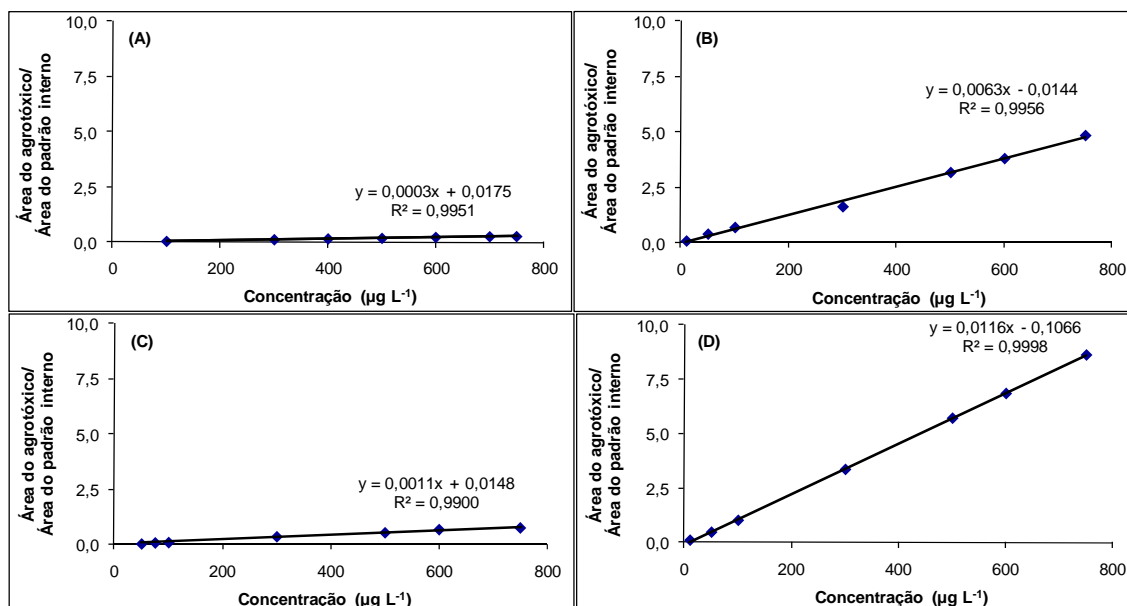 (A)
Área do agrotóxico/
Área do padrão interno
10,0
7,5
5,0
2,5
0,0
y = 0,0003x + 0,0175
R² = 0,9951
0 200 400 600 800
Concentração (µg L⁻¹)
(B)
Área do agrotóxico/
Área do padrão interno
10,0
7,5
5,0
2,5
0,0
y = 0,0063x - 0,0144
R² = 0,9956
0 200 400 600 800
Concentração (µg L⁻¹)
(C)
Área do agrotóxico/
Área do padrão interno
10,0
7,5
5,0
2,5
0,0
y = 0,0011x + 0,0148
R² = 0,9900
0 200 400 600 800
Concentração (µg L⁻¹)
(D)
Área do agrotóxico/
Área do padrão interno
10,0
7,5
5,0
2,5
0,0
y = 0,0116x - 0,1066
R² = 0,9998
0 200 400 600 800
Concentração (µg L⁻¹)